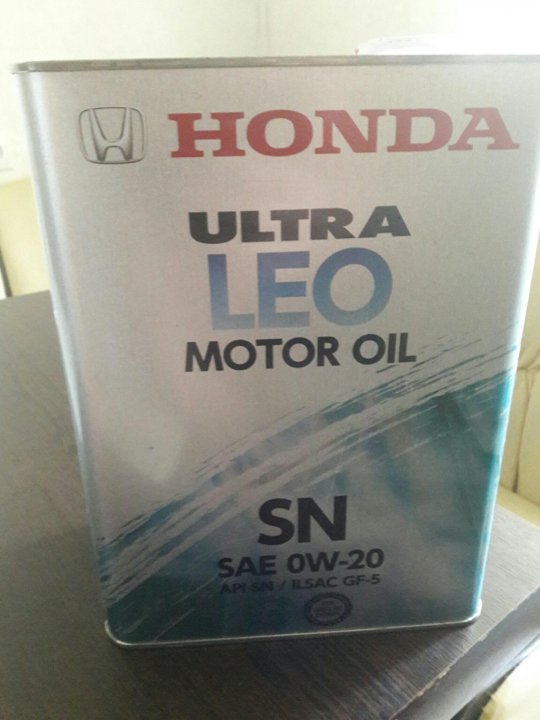 HONDA
ULTRA
LEO
MOTOR OIL
SN
SAE 0W-20
API SN / ILSAC GF-5